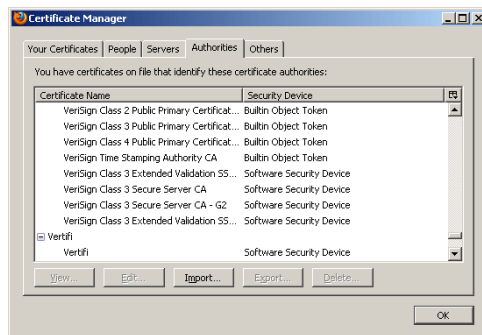 Certificate Manager
Your Certificates People Servers Authorities Others
You have certificates on file that identify these certificate authorities:
Certificate Name Security Device
VeriSign Class 2 Public Primary Certificat... Builtin Object Token
VeriSign Class 3 Public Primary Certificat... Builtin Object Token
VeriSign Class 4 Public Primary Certificat... Builtin Object Token
VeriSign Time Stamping Authority CA Builtin Object Token
VeriSign Class 3 Extended Validation SS... Software Security Device
VeriSign Class 3 Secure Server CA Software Security Device
VeriSign Class 3 Secure Server CA - G2 Software Security Device
VeriSign Class 3 Extended Validation SS... Software Security Device
Vertifi
Vertifi Software Security Device
View... Edit... Import... Export... Delete...
OK